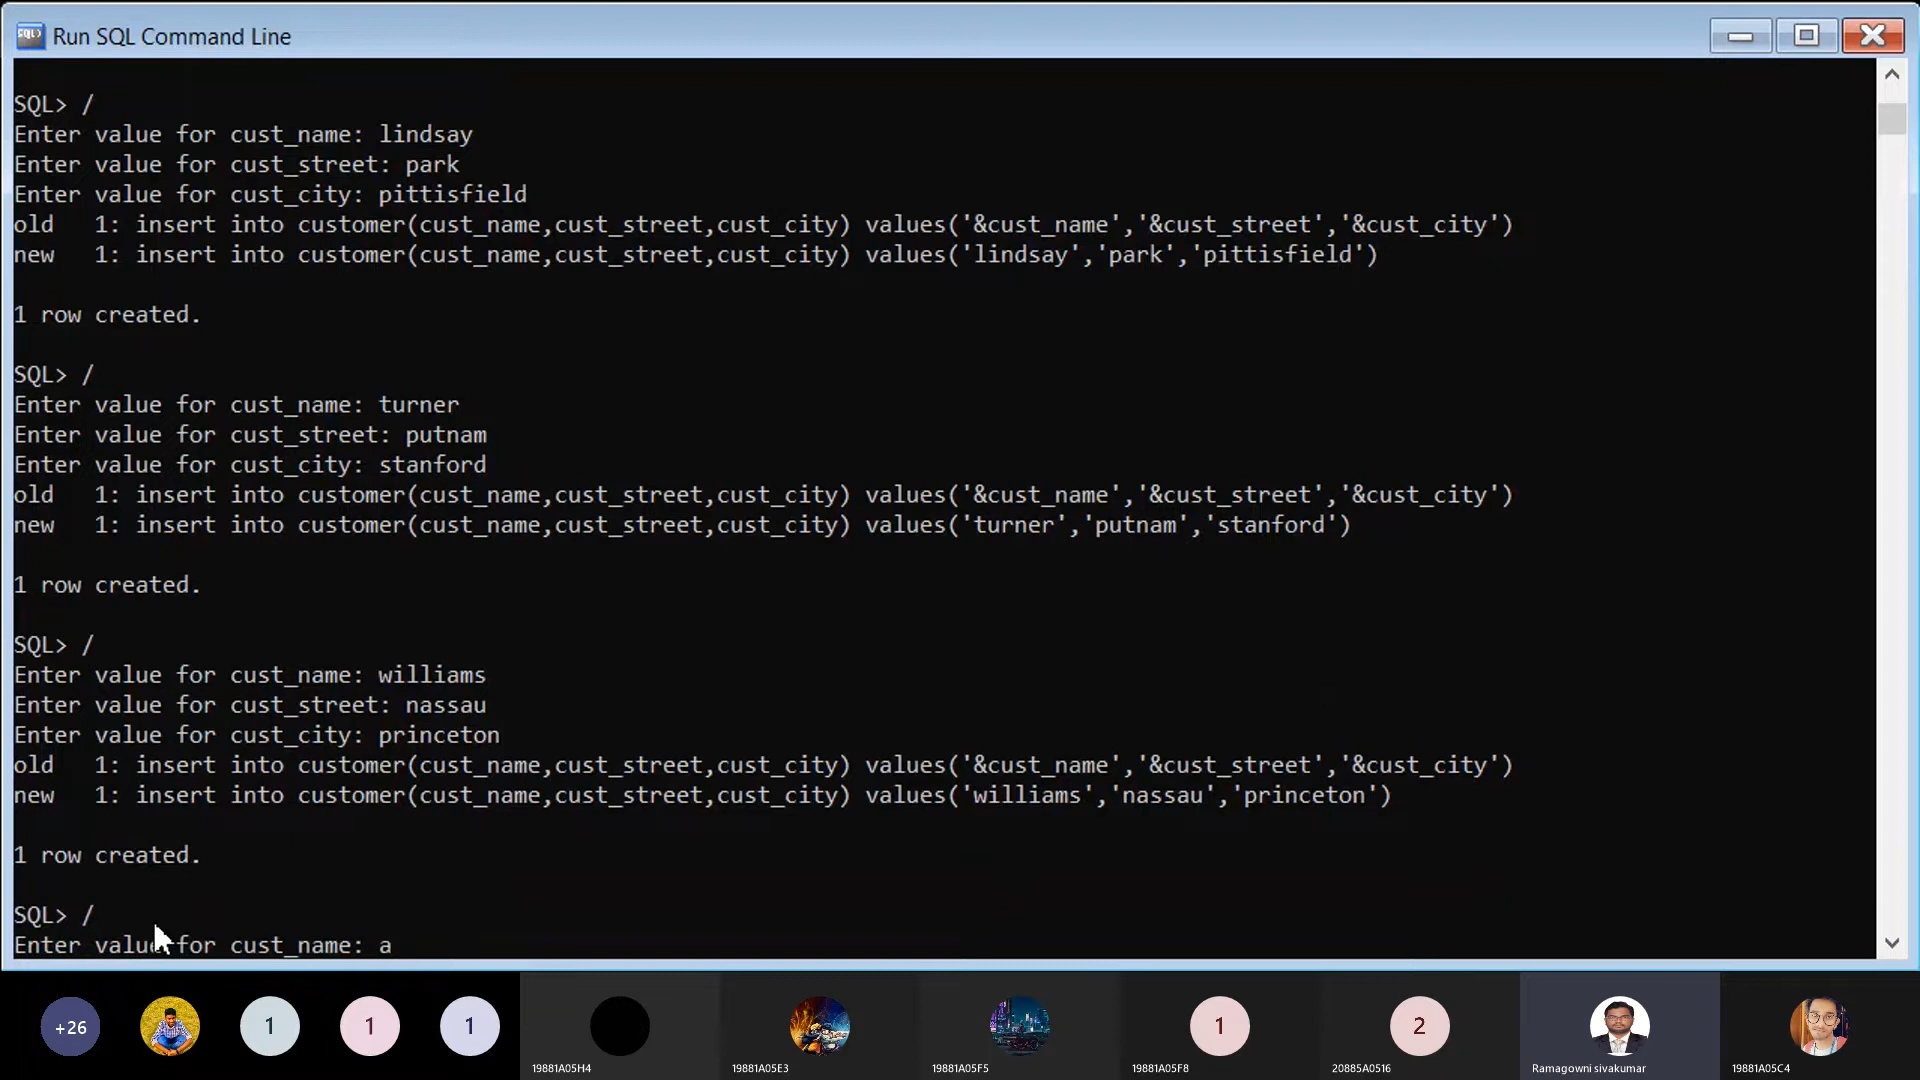 Run SQL Command Line
SQL> /
Enter value for cust_name: lindsay
Enter value for cust_street: park
Enter value for cust_city: pittisfield
old   1: insert into customer(cust_name,cust_street,cust_city) values('&cust_name','&cust_street','&cust_city')
new   1: insert into customer(cust_name,cust_street,cust_city) values('lindsay','park','pittisfield')
1 row created.
SQL> /
Enter value for cust_name: turner
Enter value for cust_street: putnam
Enter value for cust_city: stanford
old   1: insert into customer(cust_name,cust_street,cust_city) values('&cust_name','&cust_street','&cust_city')
new   1: insert into customer(cust_name,cust_street,cust_city) values('turner','putnam','stanford')
1 row created.
SQL> /
Enter value for cust_name: williams
Enter value for cust_street: nassau
Enter value for cust_city: princeton
old   1: insert into customer(cust_name,cust_street,cust_city) values('&cust_name','&cust_street','&cust_city')
new   1: insert into customer(cust_name,cust_street,cust_city) values('williams','nassau','princeton')
1 row created.
SQL> /
Enter value for cust_name: a
+26 1 1 1 1 2
19881A05H4 19881A05E3 19881A05F5 19881A05F8 20885A0516 Ramagowni sivakumar 19881A05C4